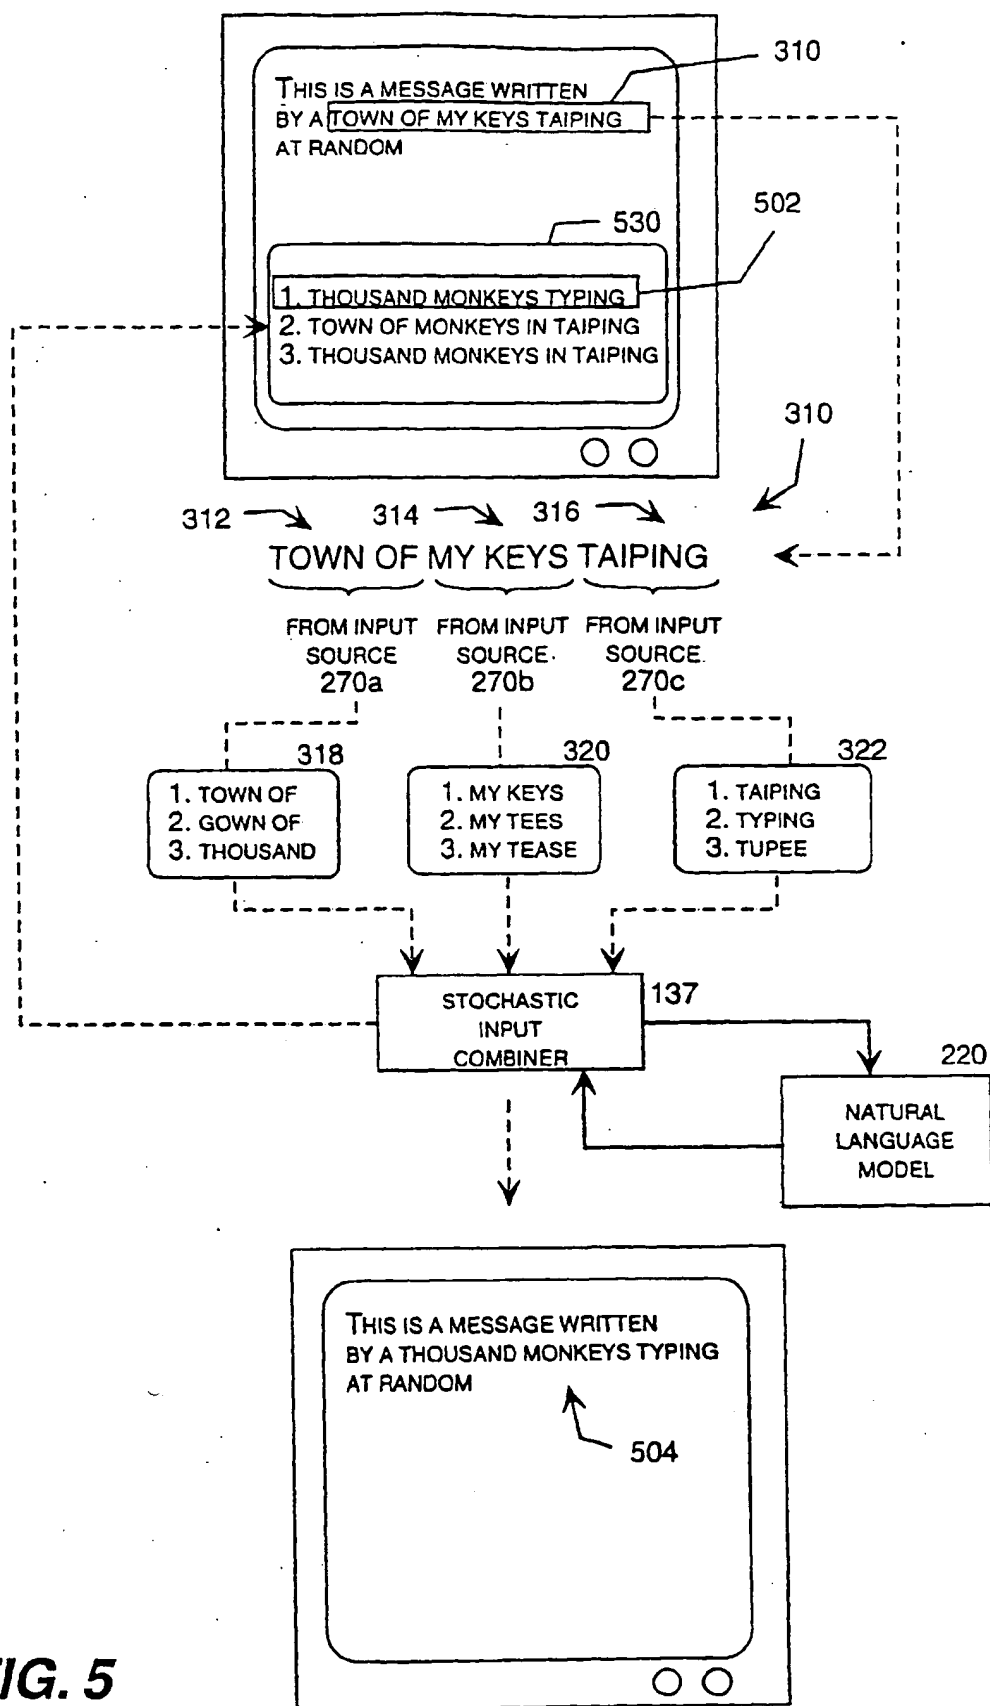 310
THIS IS A MESSAGE WRITTEN
BY A TOWN OF MY KEYS TAIPING
AT RANDOM
530
502
1. THOUSAND MONKEYS TYPING
2. TOWN OF MONKEYS IN TAIPING
3. THOUSAND MONKEYS IN TAIPING
310
312
314
316
TOWN OF MY KEYS TAIPING
FROM INPUT
SOURCE
270a
FROM INPUT
SOURCE.
270b
FROM INPUT
SOURCE.
270c
318
1. TOWN OF
2. GOWN OF
3. THOUSAND
320
1. MY KEYS
2. MY TEES
3. MY TEASE
322
1. TAIPING
2. TYPING
3. TUPEE
STOCHASTIC
INPUT
COMBINER
137
220
NATURAL
LANGUAGE
MODEL
THIS IS A MESSAGE WRITTEN
BY A THOUSAND MONKEYS TYPING
AT RANDOM
504
IG. 5